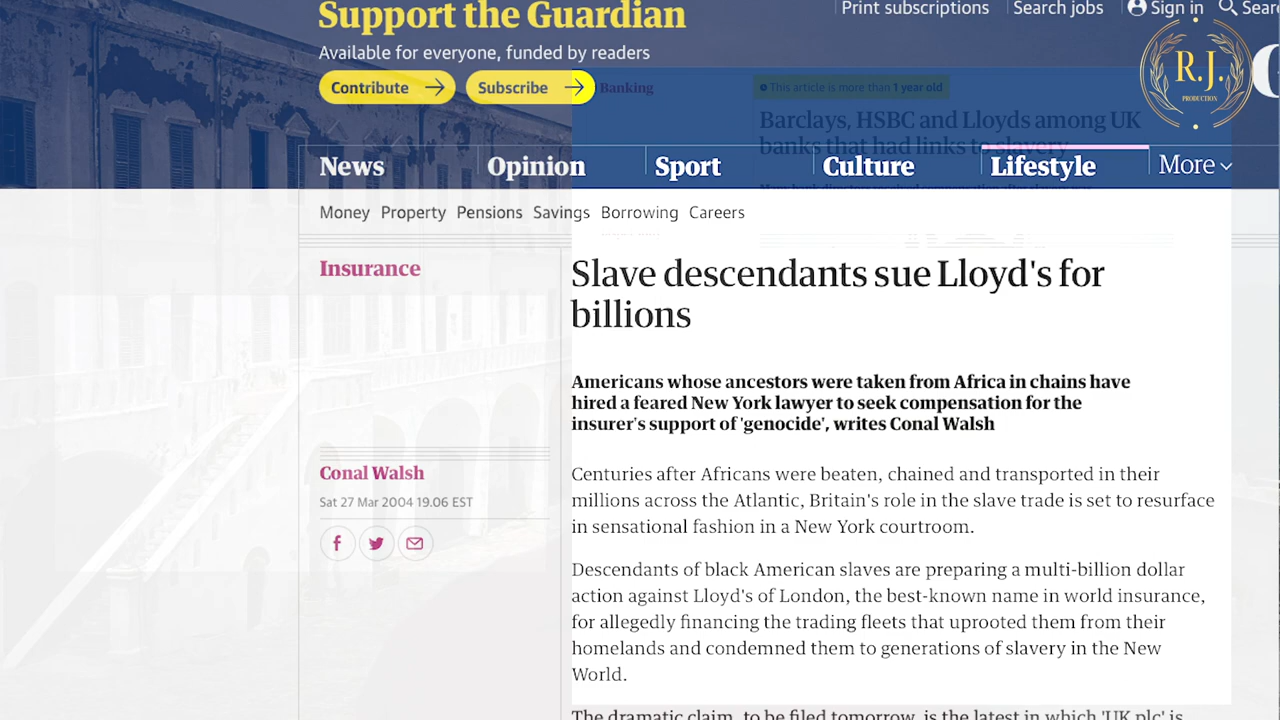 Support the Guardian
Available for everyone, funded by readers
Contribute
Subscribe
Print subscriptions
Search jobs
Sign in
R.J.
PRODUCTION
Banking
This article is more than 1 year old
Barclays, HSBC and Lloyds among UK
banks that had links to slavery
News
Opinion
Sport
Culture
Lifestyle
More
Money Property Pensions Savings Borrowing Careers
Insurance
Slave descendants sue Lloyd's for
billions
Americans whose ancestors were taken from Africa in chains have
hired a feared New York lawyer to seek compensation for the
insurer's support of 'genocide', writes Conal Walsh
Conal Walsh
Sat 27 Mar 2004 19.06 EST
Centuries after Africans were beaten, chained and transported in their
millions across the Atlantic, Britain's role in the slave trade is set to resurface
in sensational fashion in a New York courtroom.
Descendants of black American slaves are preparing a multi-billion dollar
action against Lloyd's of London, the best-known name in world insurance,
for allegedly financing the trading fleets that uprooted them from their
homelands and condemned them to generations of slavery in the New
World.
The dramatic claim, to be filed tomorrow, is the latest in which 'UK plc' is